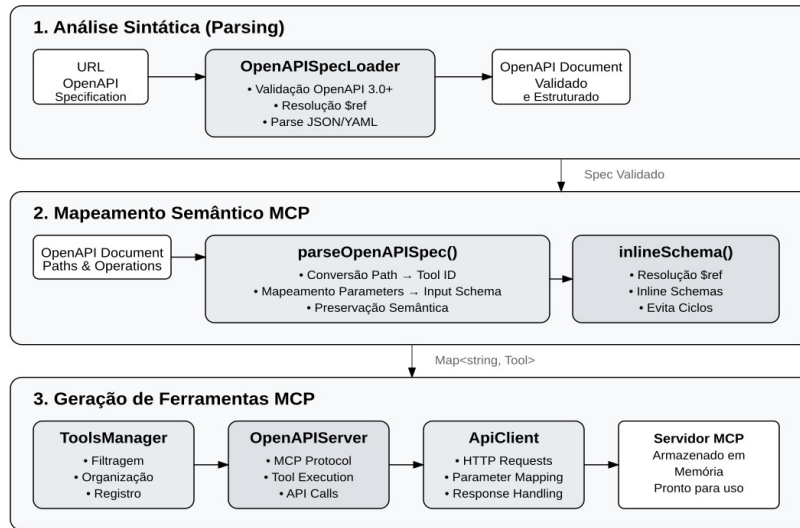 1. Análise Sintática (Parsing)
URL
OpenAPI
Specification
OpenAPISpecLoader
• Validação OpenAPI 3.0+
• Resolução $ref
• Parse JSON/YAML
OpenAPI Document
Validado
e Estruturado
Spec Validado
2. Mapeamento Semântico MCP
OpenAPI Document
Paths & Operations
parseOpenAPISpec()
• Conversão Path → Tool ID
• Mapeamento Parameters → Input Schema
• Preservação Semântica
inlineSchema()
• Resolução $ref
• Inline Schemas
• Evita Ciclos
Map<string, Tool>
3. Geração de Ferramentas MCP
ToolsManager
• Filtragem
• Organização
• Registro
OpenAPIServer
• MCP Protocol
• Tool Execution
• API Calls
ApiClient
• HTTP Requests
• Parameter Mapping
• Response Handling
Servidor MCP
Armazenado em
Memória
Pronto para uso